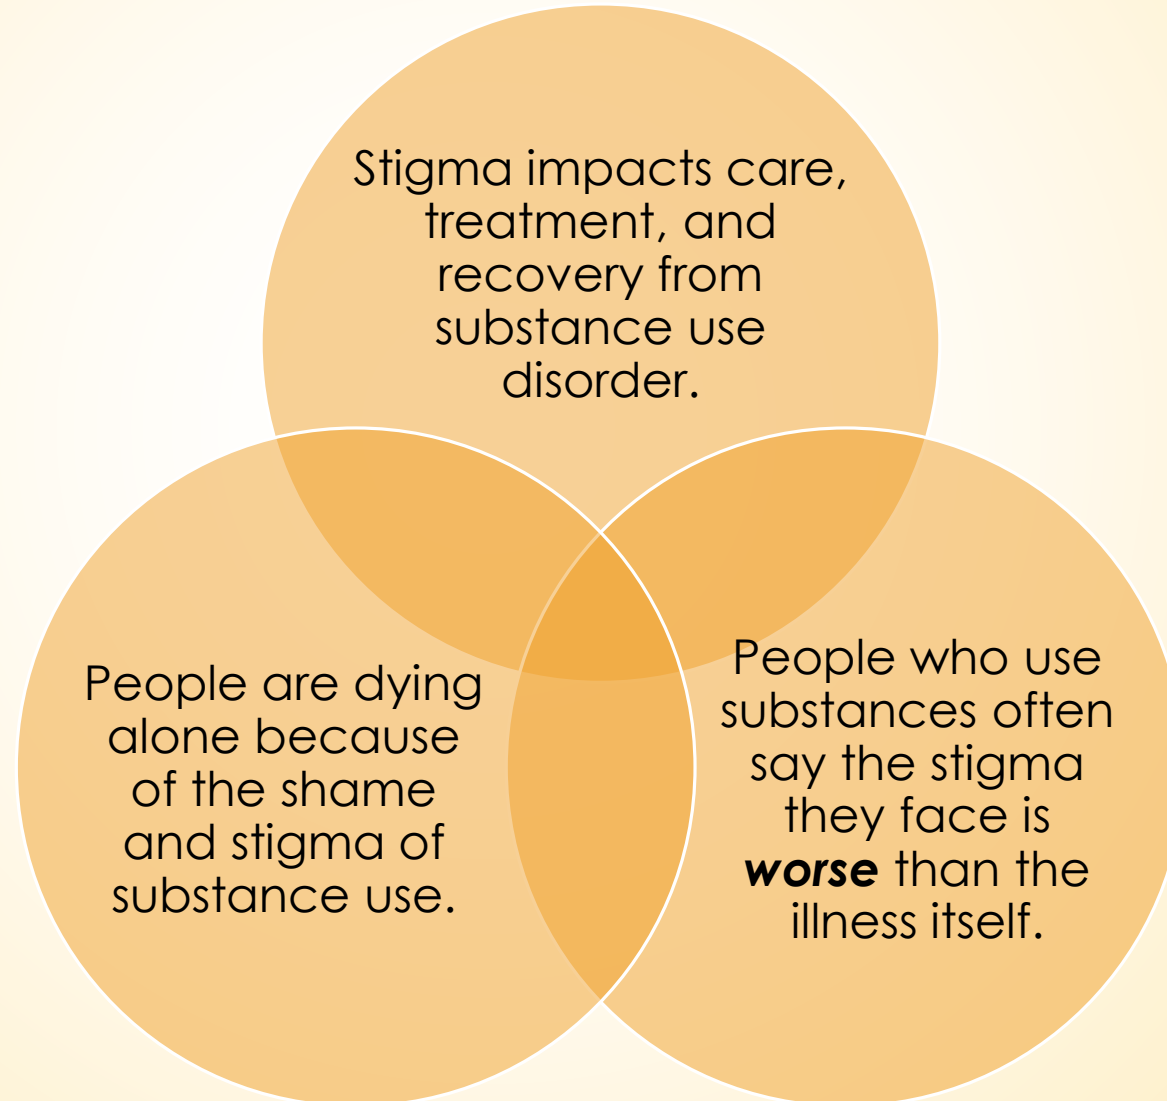 Stigma impacts care,
treatment, and
recovery from
substance use
disorder.
People are dying
alone because
of the shame
and stigma of
substance use.
People who use
substances often
say the stigma
they face is
worse than the
illness itself.